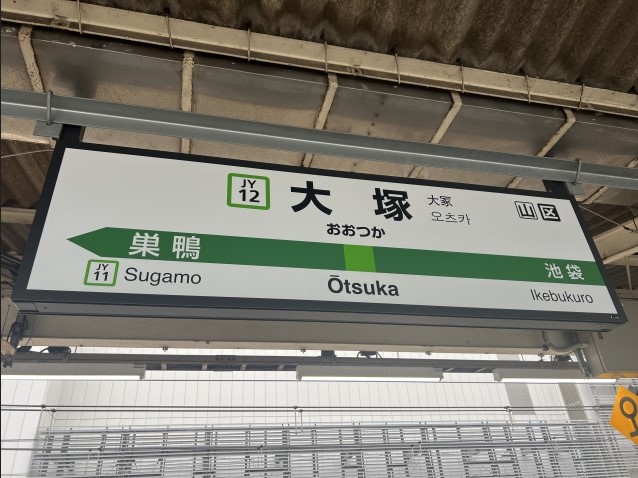 JY
12
大塚
大冢
오츠카
山区
おおつか
巣鴨
池袋
JY
11
Sugamo
Ōtsuka
Ikebukuro